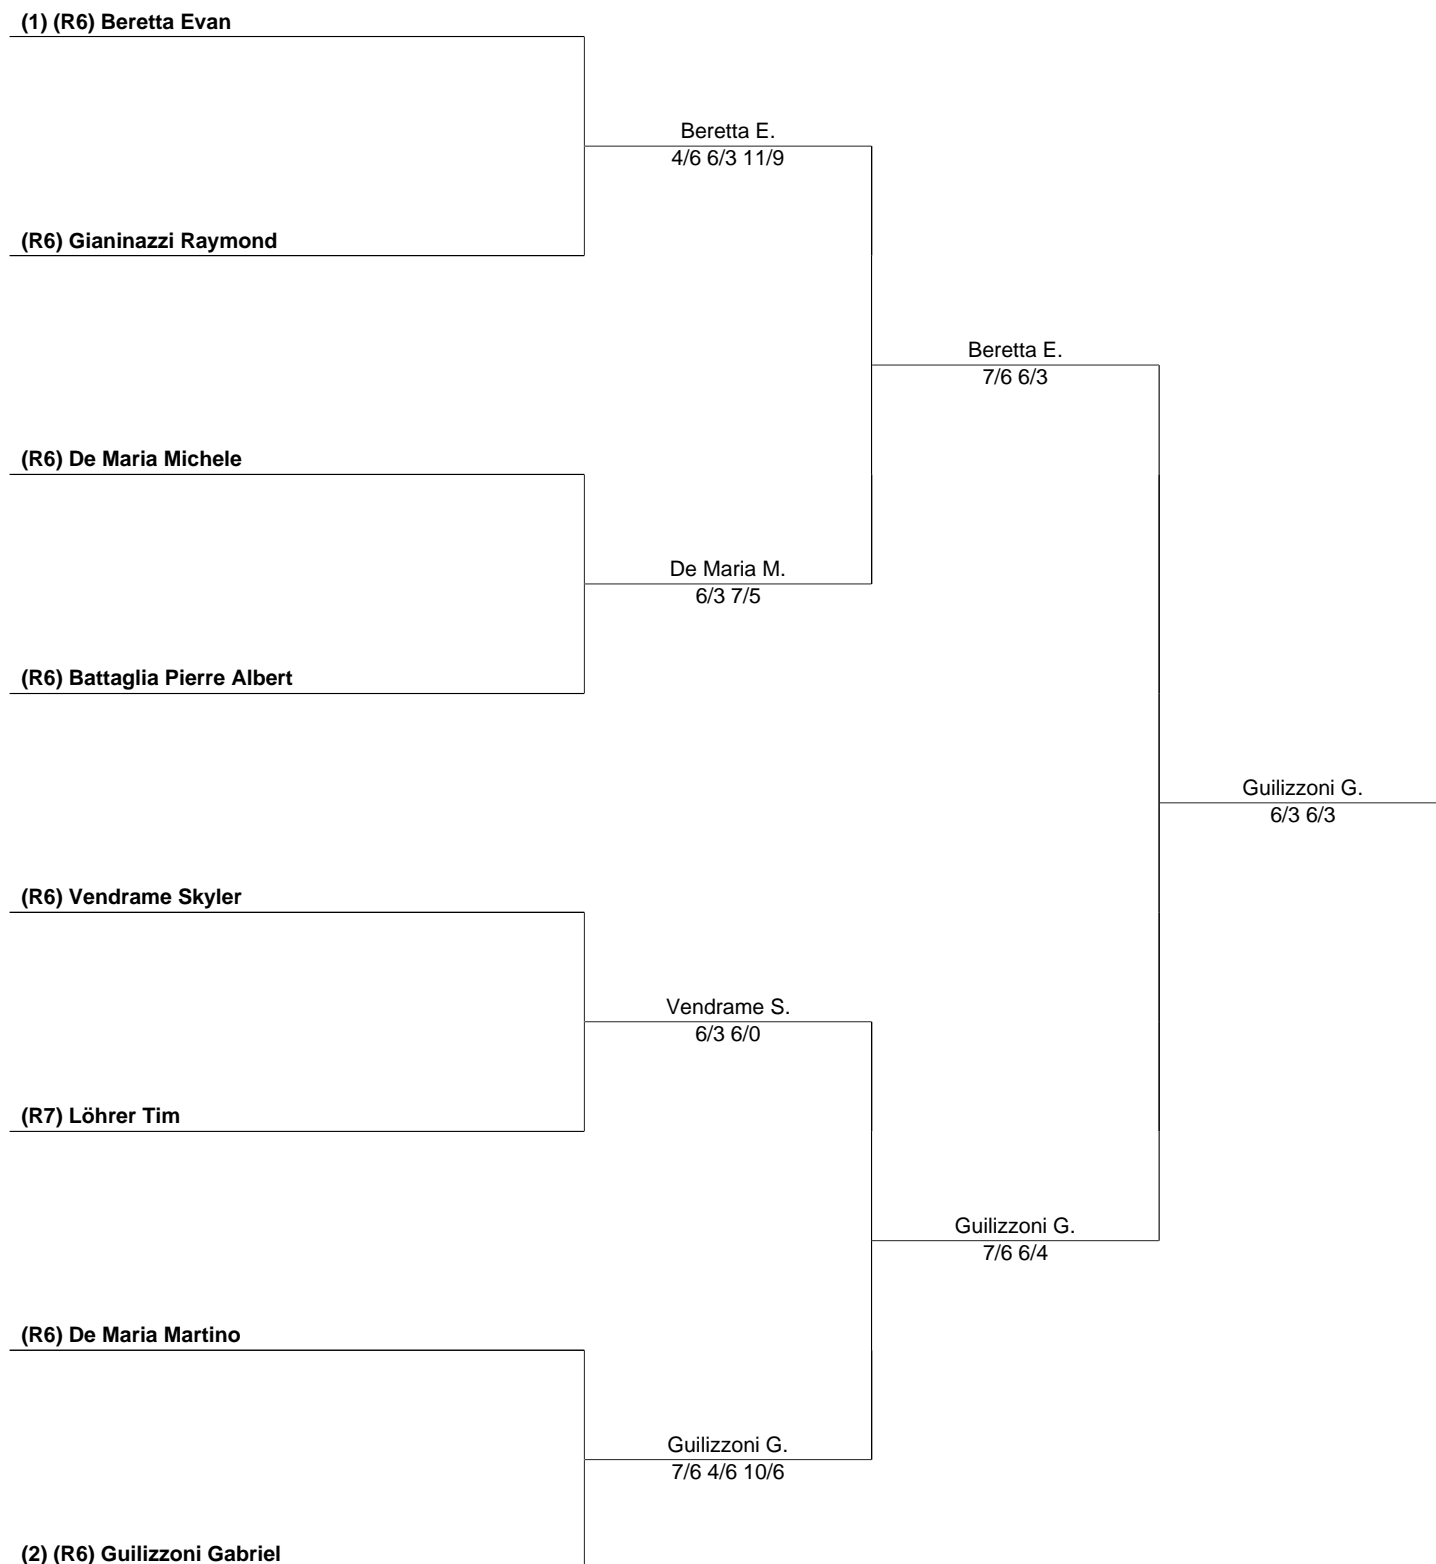 (1) (R6) Beretta Evan
Beretta E.
4/6 6/3 11/9
(R6) Gianinazzi Raymond
Beretta E.
7/6 6/3
(R6) De Maria Michele
De Maria M.
6/3 7/5
(R6) Battaglia Pierre Albert
Guilizzoni G.
6/3 6/3
(R6) Vendrame Skyler
Vendrame S.
6/3 6/0
(R7) Löhrer Tim
Guilizzoni G.
7/6 6/4
(R6) De Maria Martino
Guilizzoni G.
7/6 4/6 10/6
(2) (R6) Guilizzoni Gabriel